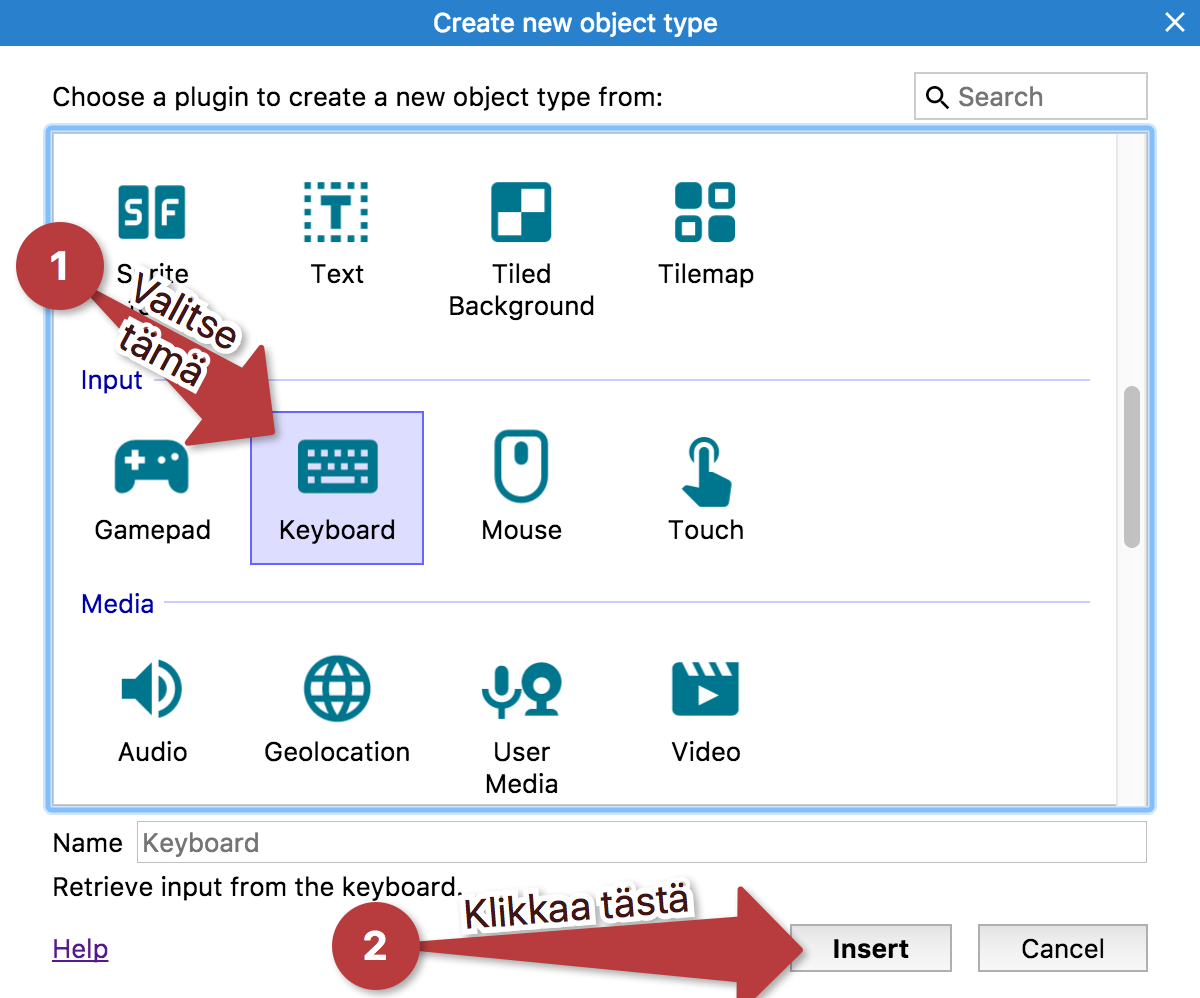 Create new object type
Choose a plugin to create a new object type from:
Search
SF
T
Text
Tiled
Background
Tilemap
1
Valitse
tämä
Input
Gamepad
Keyboard
Mouse
Touch
Media
Audio
Geolocation
User
Media
Video
Name
Keyboard
Retrieve input from the keyboard.
2
Klikkaa tästä
Help
Insert
Cancel